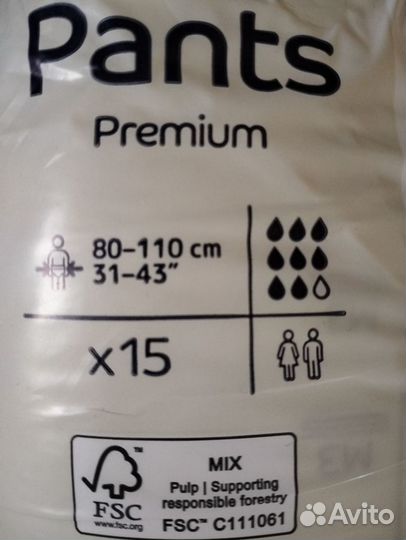 Pants
Premium
80–110 cm
31–43”
x15
FSC
www.fsc.org
MIX
Pulp | Supporting
responsible forestry
FSC™ C111061
Avito